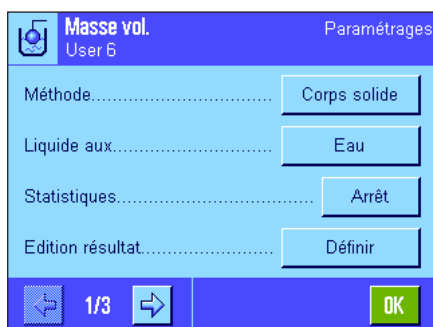 Masse vol. Paramétrages
User 6
Méthode.............................. Corps solide
Liquide aux.......................... Eau
Statistiques................................ Arrêt
Edition résultat...................... Définir
1/3 OK